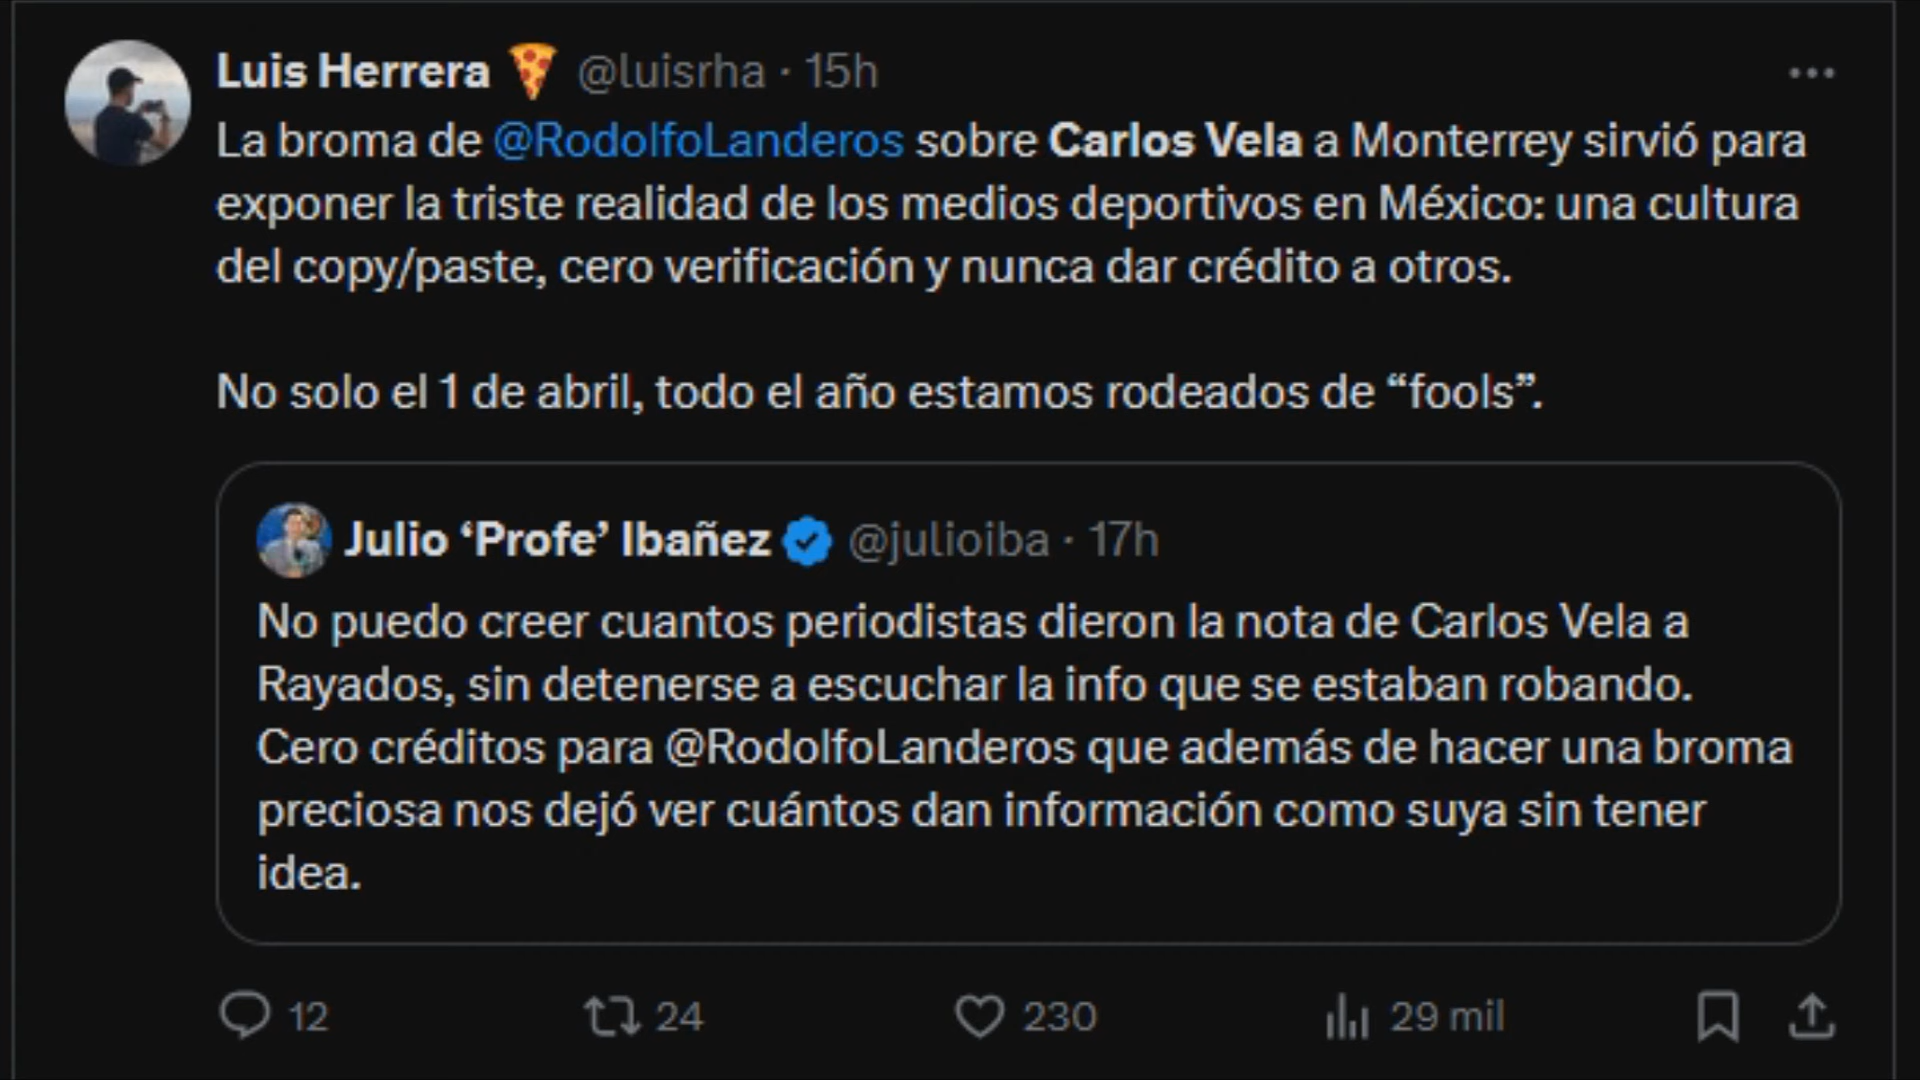 Luis Herrera 🍕 @luisrha · 15h
La broma de @RodolfoLanderos sobre Carlos Vela a Monterrey sirvió para
exponer la triste realidad de los medios deportivos en México: una cultura
del copy/paste, cero verificación y nunca dar crédito a otros.
No solo el 1 de abril, todo el año estamos rodeados de “fools”.
Julio ‘Profe’ Ibañez @julioiba · 17h
No puedo creer cuantos periodistas dieron la nota de Carlos Vela a
Rayados, sin detenerse a escuchar la info que se estaban robando.
Cero créditos para @RodolfoLanderos que además de hacer una broma
preciosa nos dejó ver cuántos dan información como suya sin tener
idea.
12 24 230 29 mil